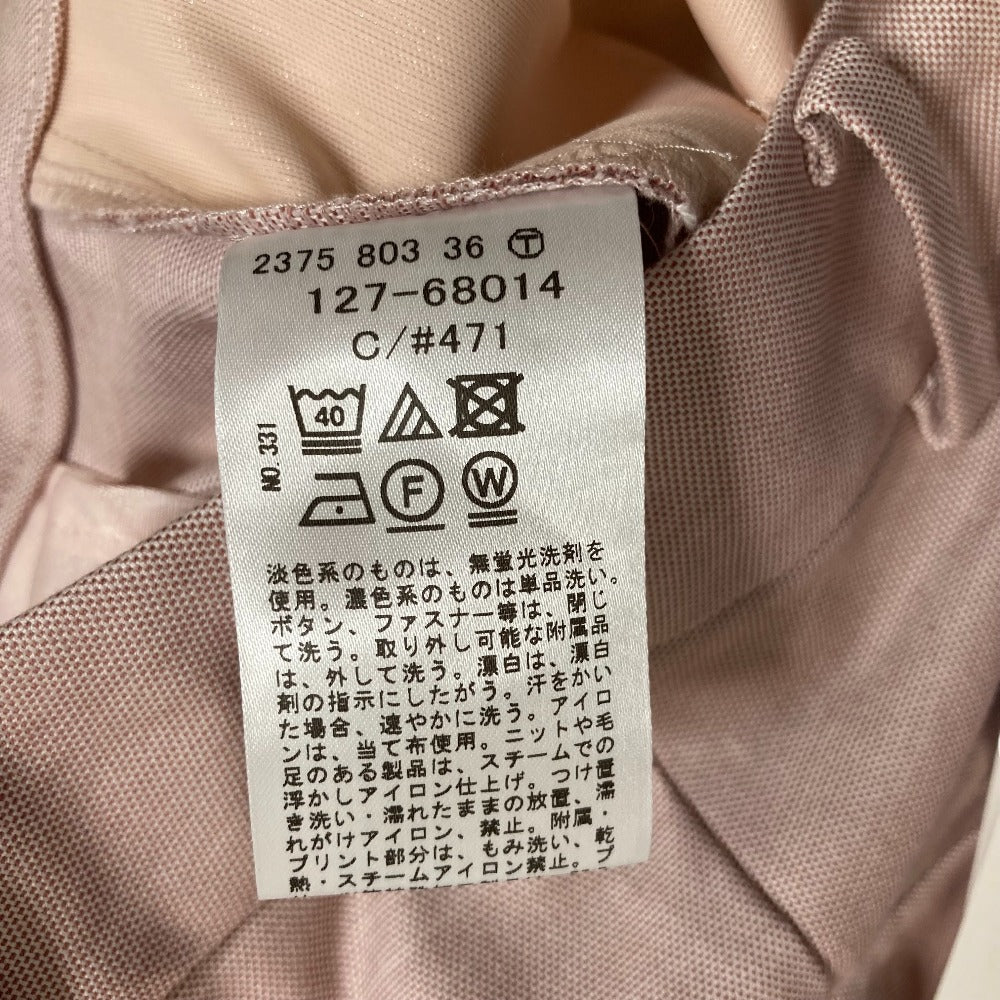 2375 803 36 Ⓣ
127-68014
C/#471
NO.331
40
F W
淡色系のものは、無蛍光洗剤を
使用。濃色系のものは単品洗い。
ボタン、ファスナー等は、閉じ
て洗う。取り外し可能な附属品
は、外して洗う。漂白は、漂白
剤の指示にしたがう。汗をかい
た場合、速やかに洗う。アイロ
ンは、当て布使用。ニットや毛
足のある製品は、スチームでの
浮かしアイロン仕上げ。つけ置
き洗い・濡れたままの放置、濡
れがけアイロン、禁止。附属・
プリント部分は、もみ洗い、乾
熱・スチームアイロン禁止。プ